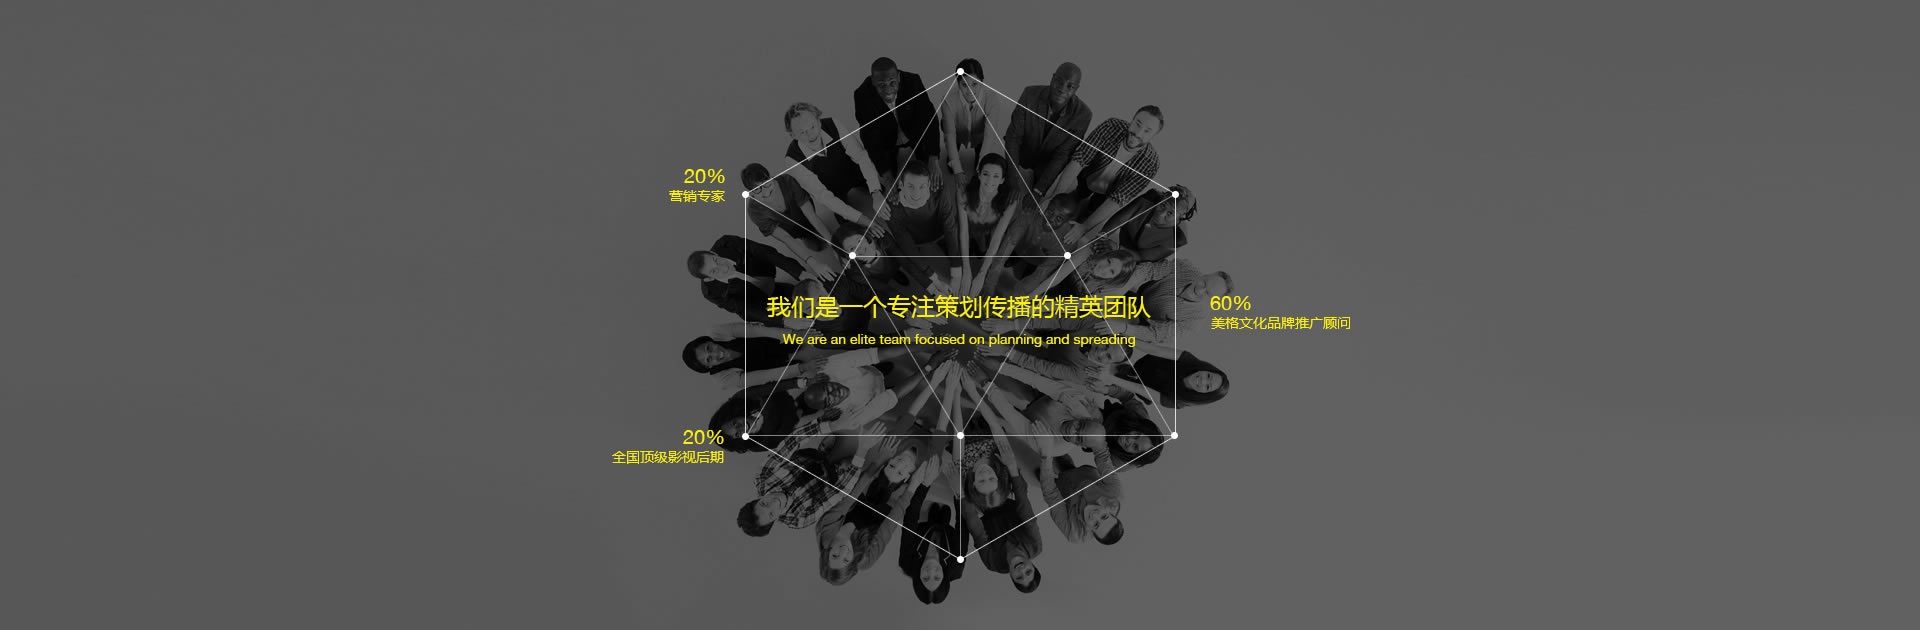 20%
营销专家
我们是一个专注策划传播的精英团队
We are an elite team focused on planning and spreading
60%
美格文化品牌推广顾问
20%
全国顶级影视后期